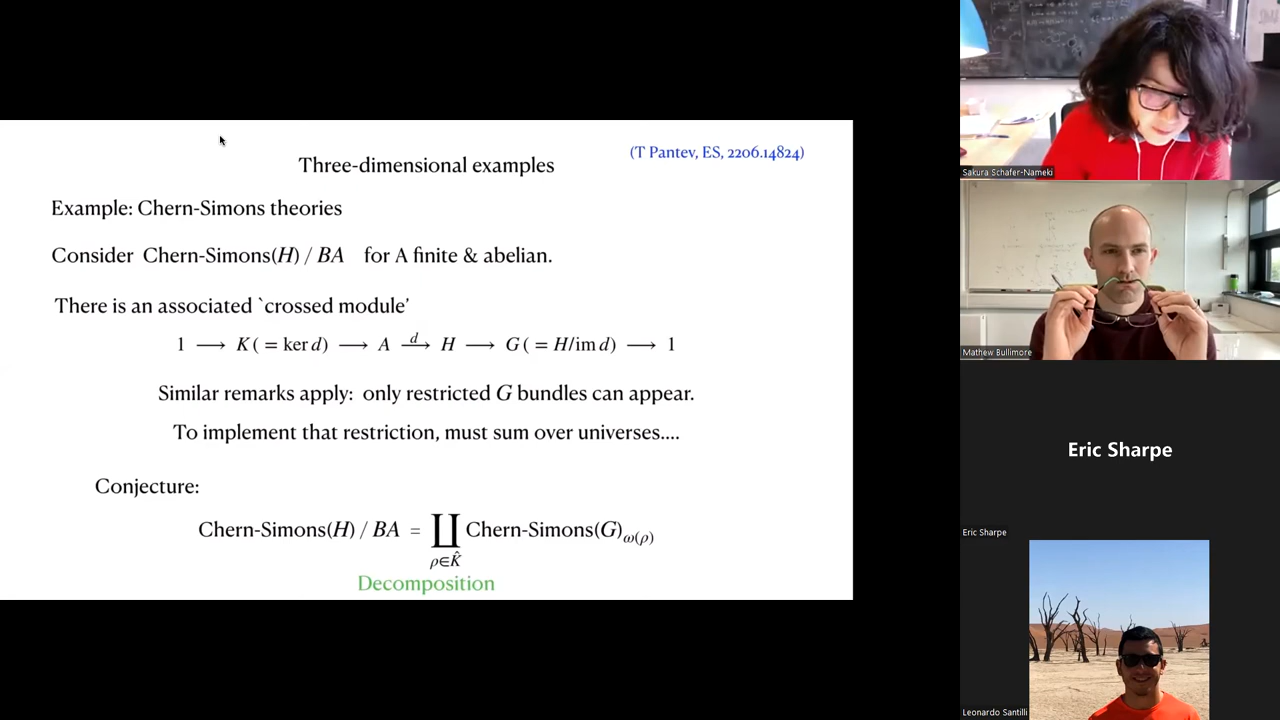 (T Pantev, ES, 2206.14824)
Three-dimensional examples
Example: Chern-Simons theories
Consider Chern-Simons(H) / BA for A finite & abelian.
There is an associated `crossed module’
1 ⟶ K( = ker d) ⟶ A ⟶ᵈ H ⟶ G( = H/im d) ⟶ 1
Similar remarks apply: only restricted G bundles can appear.
To implement that restriction, must sum over universes....
Conjecture:
Chern-Simons(H) / BA = ∐_{ρ∈K̂} Chern-Simons(G)_{ω(ρ)}
Decomposition
Sakura Schafer-Nameki
Mathew Bullimore
Eric Sharpe
Eric Sharpe
Leonardo Santilli